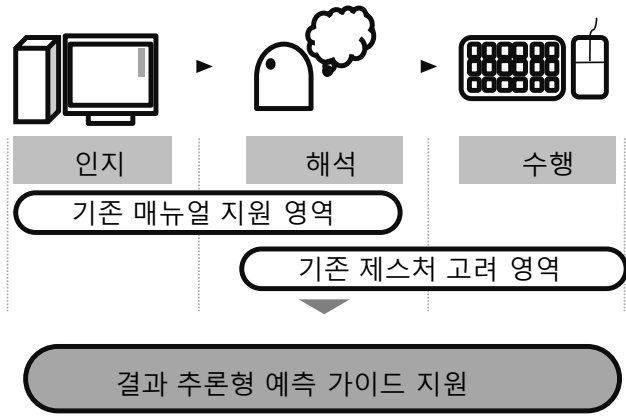 인지
해석
수행
기존 매뉴얼 지원 영역
기존 제스처 고려 영역
결과 추론형 예측 가이드 지원